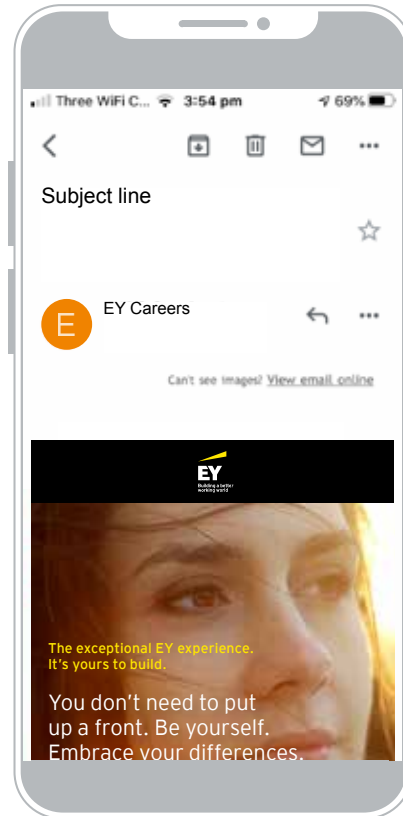 Three WiFi C... 3:54 pm 69%
Subject line
E
EY Careers
Can't see images? View email online
EY
Building a better
working world
The exceptional EY experience.
It's yours to build.
You don't need to put
up a front. Be yourself.
Embrace your differences.